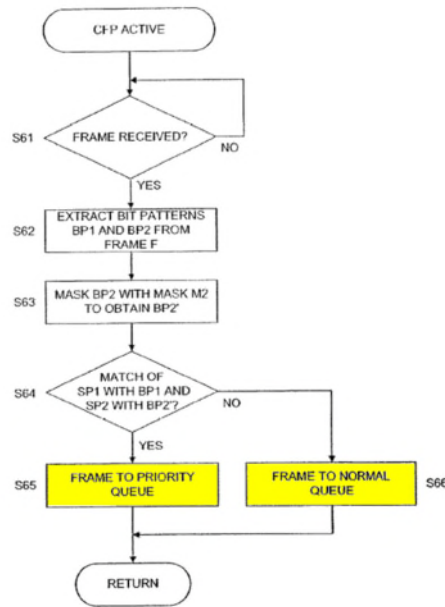 CFP ACTIVE
S61
FRAME RECEIVED?
NO
YES
S62
EXTRACT BIT PATTERNS
BP1 AND BP2 FROM
FRAME F
S63
MASK BP2 WITH MASK M2
TO OBTAIN BP2'
S64
MATCH OF
SP1 WITH BP1 AND
SP2 WITH BP2'?
NO
YES
S65
FRAME TO PRIORITY
QUEUE
FRAME TO NORMAL
QUEUE
S66
RETURN